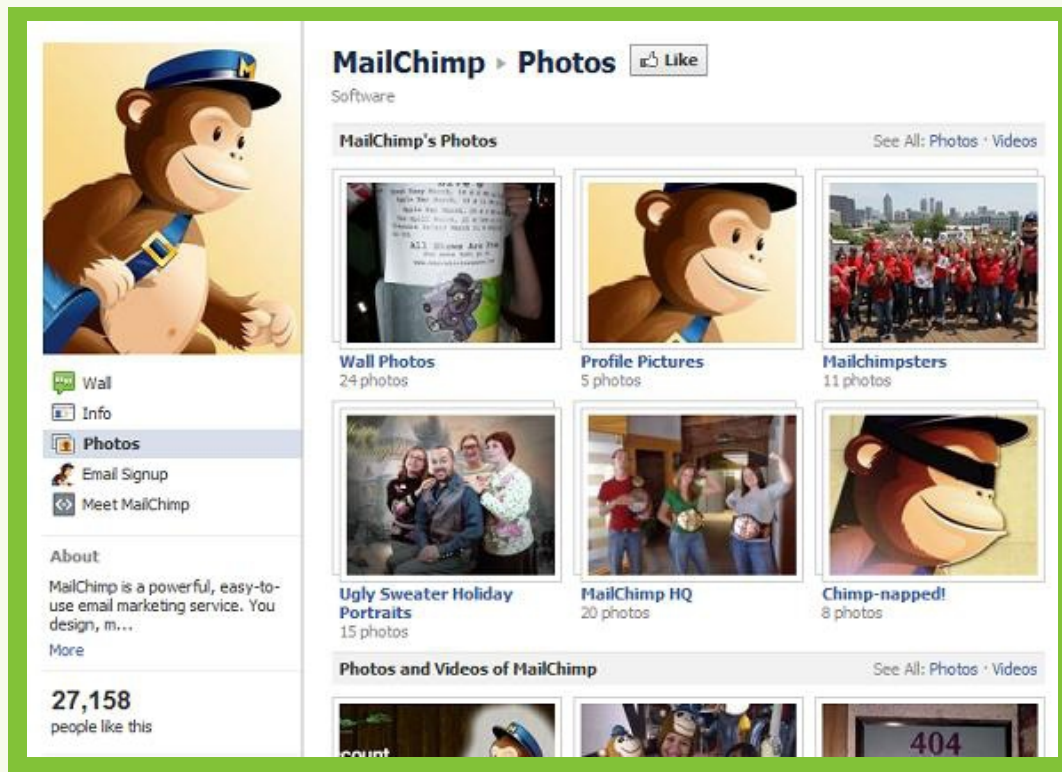 MailChimp ▸ Photos Like
Software
MailChimp's Photos See All: Photos · Videos
All Shows Are
Wall Photos
24 photos
Profile Pictures
5 photos
Mailchimpsters
11 photos
Wall
Info
Photos
Email Signup
Meet MailChimp
About
MailChimp is a powerful, easy-to-
use email marketing service. You
design, m...
More
27,158
people like this
Ugly Sweater Holiday
Portraits
15 photos
MailChimp HQ
20 photos
Chimp-napped!
8 photos
Photos and Videos of MailChimp See All: Photos · Videos
count
404